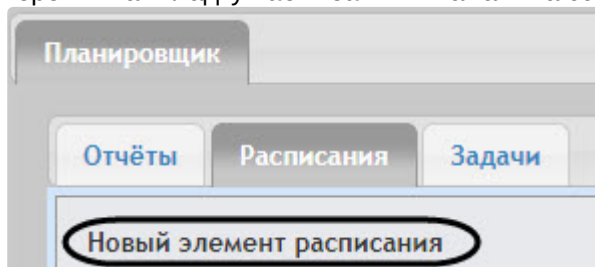 Планировщик
Отчёты Расписания Задачи
Новый элемент расписания